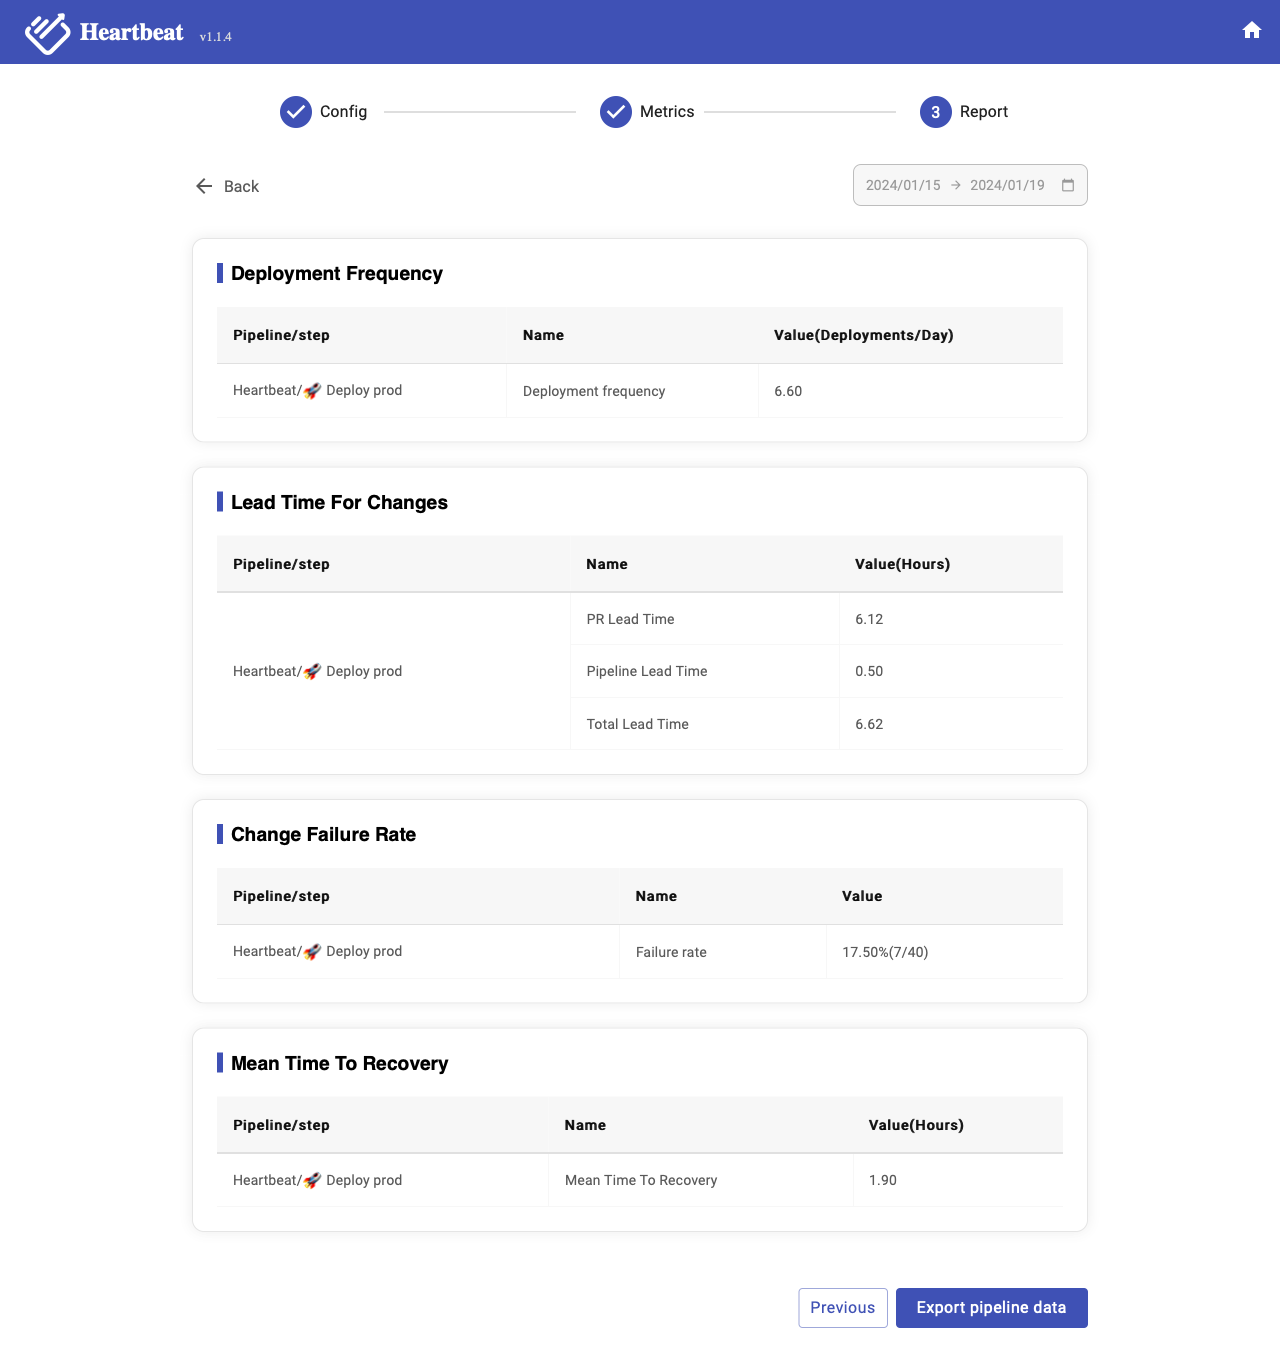 Heartbeat v1.1.4
Config Metrics 3 Report
Back 2024/01/15 → 2024/01/19
Deployment Frequency
Pipeline/step Name Value(Deployments/Day)
Heartbeat/🚀 Deploy prod Deployment frequency 6.60
Lead Time For Changes
Pipeline/step Name Value(Hours)
PR Lead Time 6.12
Heartbeat/🚀 Deploy prod Pipeline Lead Time 0.50
Total Lead Time 6.62
Change Failure Rate
Pipeline/step Name Value
Heartbeat/🚀 Deploy prod Failure rate 17.50%(7/40)
Mean Time To Recovery
Pipeline/step Name Value(Hours)
Heartbeat/🚀 Deploy prod Mean Time To Recovery 1.90
Previous Export pipeline data